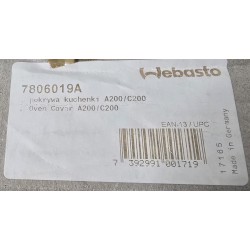 Webasto
7806019A
pokrywa kuchenki A200/C200
Oven Cover A200/C200
EAN-13/UPC
7 392991 001719
17165
Made in Germany